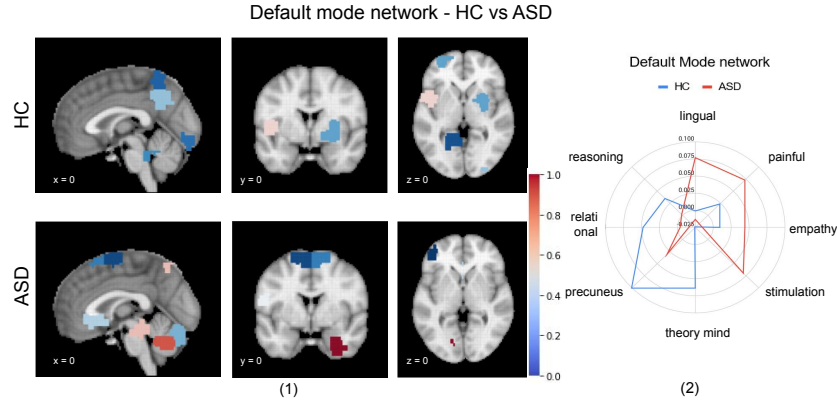 Default mode network - HC vs ASD
HC
x = 0
y = 0
z = 0
ASD
x = 0
y = 0
z = 0
1.0
0.8
0.6
0.4
0.2
0.0
(1)
Default Mode network
HC ASD
lingual
painful
empathy
stimulation
theory mind
precuneus
relati
onal
reasoning
0.100
0.075
0.050
0.025
0.000
-0.025
(2)